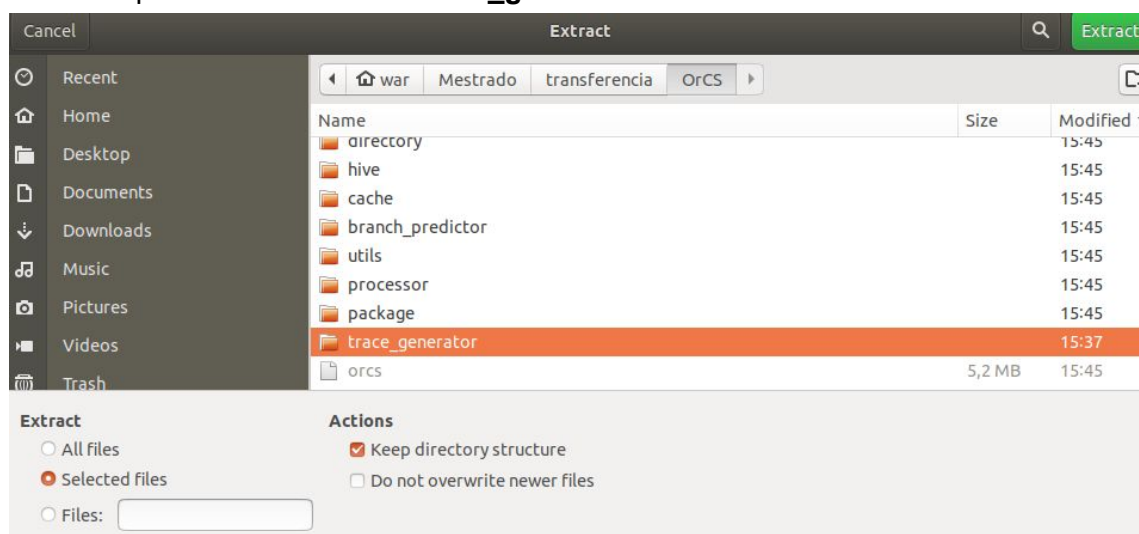 Cancel Extract Extract
Recent
Home
Desktop
Documents
Downloads
Music
Pictures
Videos
Trash
war Mestrado transferencia OrCS
Name Size Modified
directory 15:45
hive 15:45
cache 15:45
branch_predictor 15:45
utils 15:45
processor 15:45
package 15:45
trace_generator 15:37
orcs 5,2 MB 15:45
Extract
All files
Selected files
Files:
Actions
Keep directory structure
Do not overwrite newer files